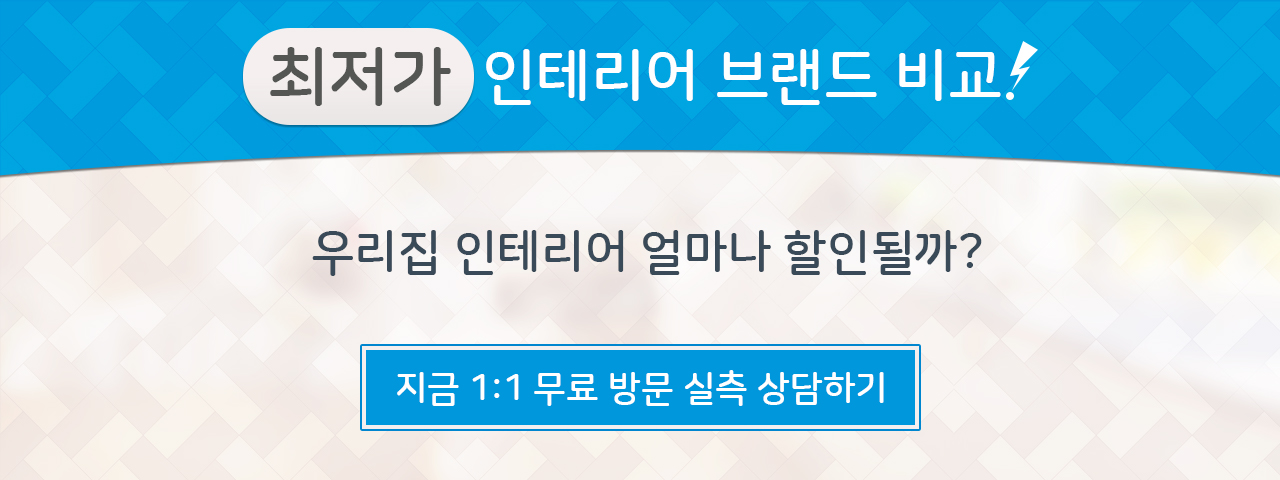 최저가 인테리어 브랜드 비교!
우리집 인테리어 얼마나 할인될까?
지금 1:1 무료 방문 실측 상담하기